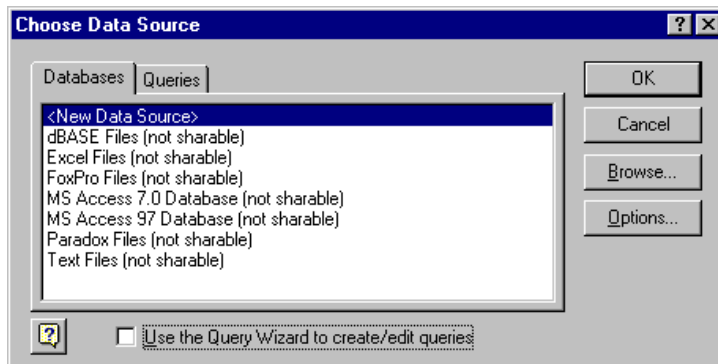 Choose Data Source
Databases Queries
<New Data Source>
dBASE Files (not sharable)
Excel Files (not sharable)
FoxPro Files (not sharable)
MS Access 7.0 Database (not sharable)
MS Access 97 Database (not sharable)
Paradox Files (not sharable)
Text Files (not sharable)
OK
Cancel
Browse...
Options...
Use the Query Wizard to create/edit queries